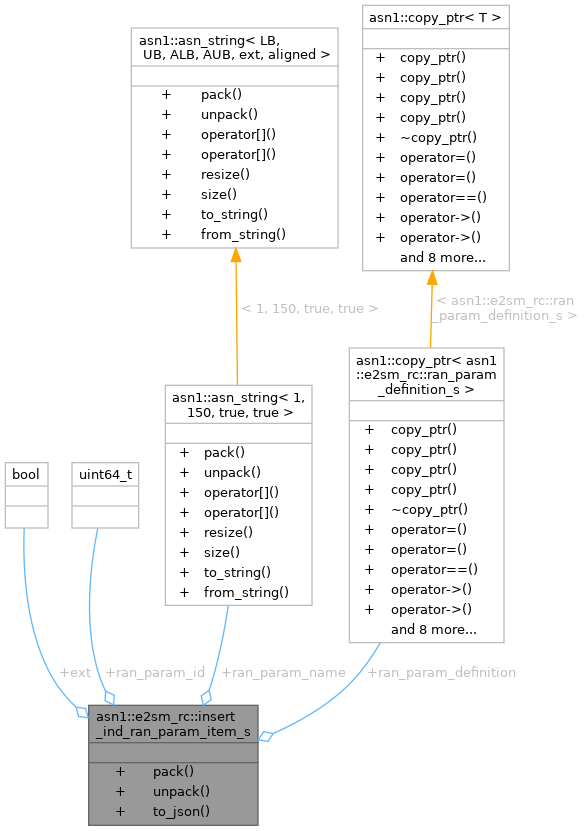 asn1::copy_ptr< T >
+ copy_ptr()
+ copy_ptr()
+ copy_ptr()
+ copy_ptr()
+ ~copy_ptr()
+ operator=()
+ operator=()
+ operator==()
+ operator->()
+ operator->()
and 8 more...
asn1::asn_string< LB,
UB, ALB, AUB, ext, aligned >
+ pack()
+ unpack()
+ operator[]()
+ operator[]()
+ resize()
+ size()
+ to_string()
+ from_string()
< 1, 150, true, true >
< asn1::e2sm_rc::ran
_param_definition_s >
asn1::copy_ptr< asn1
::e2sm_rc::ran_param
_definition_s >
+ copy_ptr()
+ copy_ptr()
+ copy_ptr()
+ copy_ptr()
+ ~copy_ptr()
+ operator=()
+ operator=()
+ operator==()
+ operator->()
+ operator->()
and 8 more...
asn1::asn_string< 1,
150, true, true >
+ pack()
+ unpack()
+ operator[]()
+ operator[]()
+ resize()
+ size()
+ to_string()
+ from_string()
bool
uint64_t
+ext
+ran_param_id
+ran_param_name
+ran_param_definition
asn1::e2sm_rc::insert
_ind_ran_param_item_s
+ pack()
+ unpack()
+ to_json()